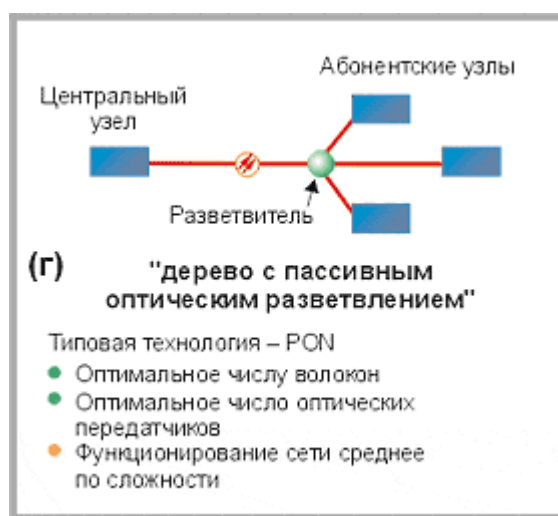 Абонентские узлы
Центральный
узел
Разветвитель
(г)
"дерево с пассивным
оптическим разветвлением"
Типовая технология – PON
Оптимальное числу волокон
Оптимальное число оптических
передатчиков
Функционирование сети среднее
по сложности